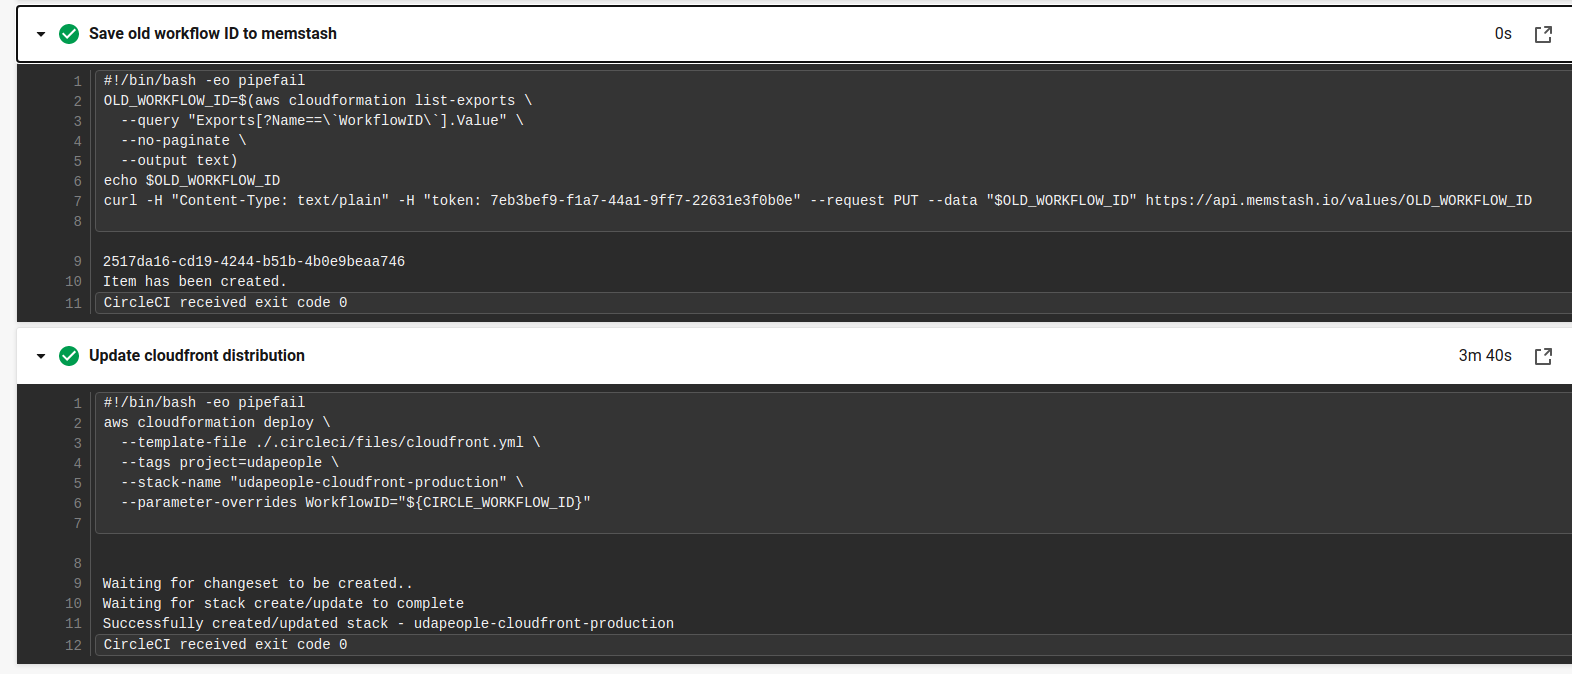 Save old workflow ID to memstash
0s
1 #!/bin/bash -eo pipefail
2 OLD_WORKFLOW_ID=$(aws cloudformation list-exports \
3   --query "Exports[?Name==\`WorkflowID\`].Value" \
4   --no-paginate \
5   --output text)
6 echo $OLD_WORKFLOW_ID
7 curl -H "Content-Type: text/plain" -H "token: 7eb3bef9-f1a7-44a1-9ff7-22631e3f0b0e" --request PUT --data "$OLD_WORKFLOW_ID" https://api.memstash.io/values/OLD_WORKFLOW_ID
8
9 2517da16-cd19-4244-b51b-4b0e9beaa746
10 Item has been created.
11 CircleCI received exit code 0
Update cloudfront distribution
3m 40s
1 #!/bin/bash -eo pipefail
2 aws cloudformation deploy \
3   --template-file ./.circleci/files/cloudfront.yml \
4   --tags project=udapeople \
5   --stack-name "udapeople-cloudfront-production" \
6   --parameter-overrides WorkflowID="${CIRCLE_WORKFLOW_ID}"
7
8
9 Waiting for changeset to be created..
10 Waiting for stack create/update to complete
11 Successfully created/updated stack - udapeople-cloudfront-production
12 CircleCI received exit code 0